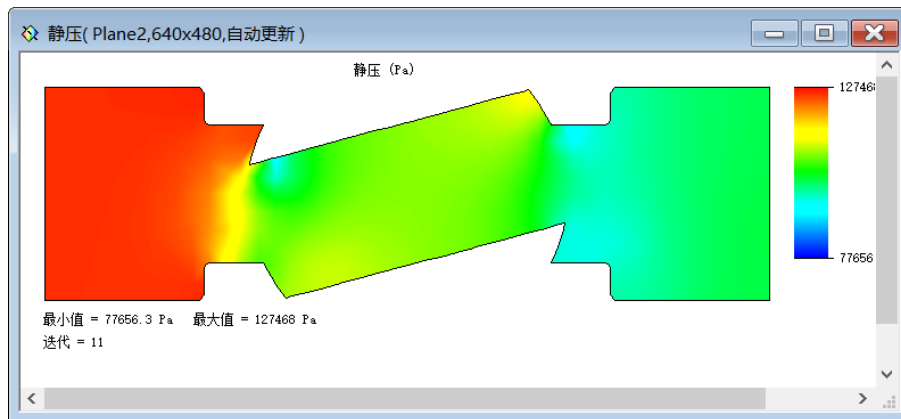 静压( Plane2,640x480,自动更新 )
静压 (Pa)
127468
77656
最小值 = 77656.3 Pa 最大值 = 127468 Pa
迭代 = 11